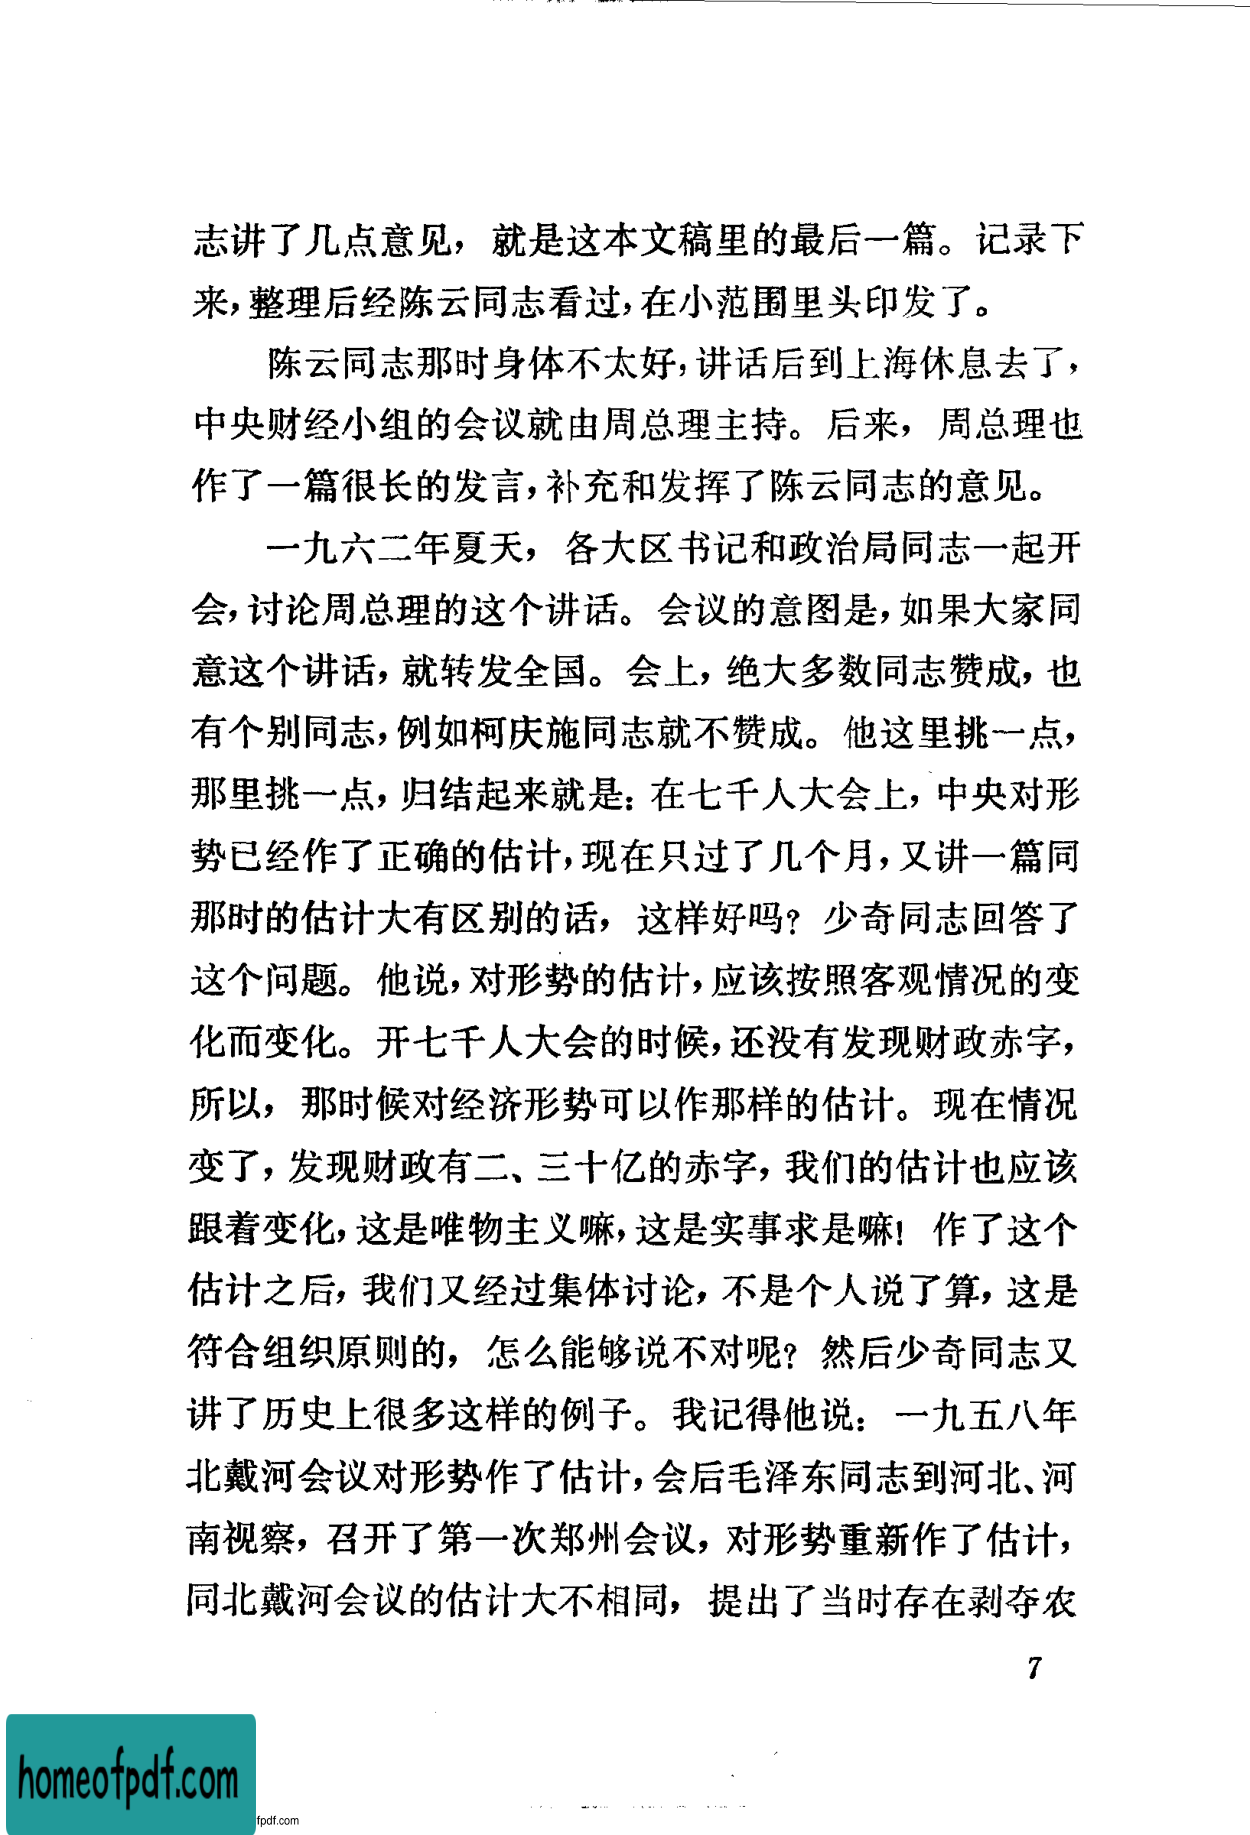 志讲了几点意见，就是这本文稿里的最后一篇。记录下
来，整理后经陈云同志看过，在小范围里头印发了。
陈云同志那时身体不太好，讲话后到上海休息去了，
中央财经小组的会议就由周总理主持。后来，周总理也
作了一篇很长的发言，补充和发挥了陈云同志的意见。
一九六二年夏天，各大区书记和政治局同志一起开
会，讨论周总理的这个讲话。会议的意图是，如果大家同
意这个讲话，就转发全国。会上，绝大多数同志赞成，也
有个别同志，例如柯庆施同志就不赞成。他这里挑一点，
那里挑一点，归结起来就是：在七千人大会上，中央对形
势已经作了正确的估计，现在只过了几个月，又讲一篇同
那时的估计大有区别的话，这样好吗？少奇同志回答了
这个问题。他说，对形势的估计，应该按照客观情况的变
化而变化。开七千人大会的时候，还没有发现财政赤字，
所以，那时候对经济形势可以作那样的估计。现在情况
变了，发现财政有二、三十亿的赤字，我们的估计也应该
跟着变化，这是唯物主义嘛，这是实事求是嘛！作了这个
估计之后，我们又经过集体讨论，不是个人说了算，这是
符合组织原则的，怎么能够说不对呢？然后少奇同志又
讲了历史上很多这样的例子。我记得他说：一九五八年
北戴河会议对形势作了估计，会后毛泽东同志到河北、河
南视察，召开了第一次郑州会议，对形势重新作了估计，
同北戴河会议的估计大不相同，提出了当时存在剥夺农
7
homeofpdf.com
fpdf.com